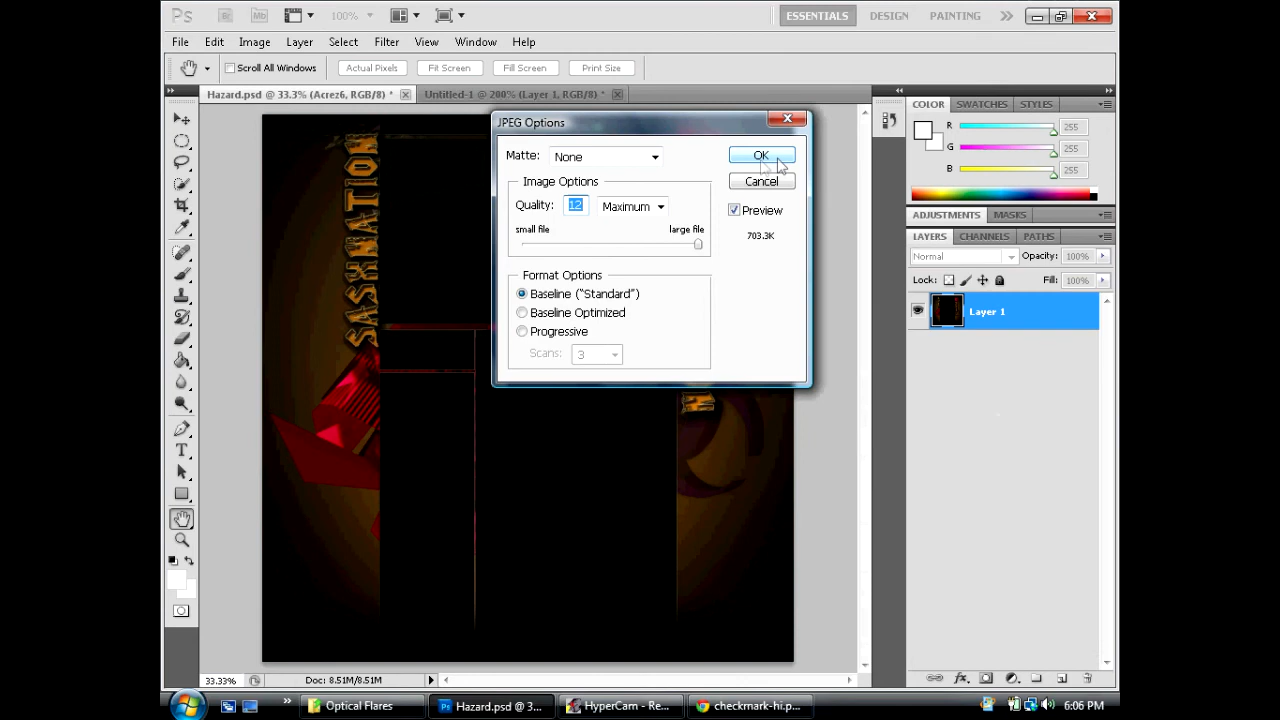 Ps Br Mb 100% ESSENTIALS DESIGN PAINTING
File Edit Image Layer Select Filter View Window Help
Scroll All Windows Actual Pixels Fit Screen Fill Screen Print Size
Hazard.psd @ 33.3% (Acrez6, RGB/8) * Untitled-1 @ 200% (Layer 1, RGB/8) *
JPEG Options
Matte: None
OK
Image Options
Cancel
Quality: 12 Maximum
Preview
small file large file
703.3K
Format Options
Baseline ("Standard")
Baseline Optimized
Progressive
Scans: 3
SASXMATION
COLOR SWATCHES STYLES
R 255
G 255
B 255
ADJUSTMENTS MASKS
LAYERS CHANNELS PATHS
Normal Opacity: 100%
Lock: Fill: 100%
Layer 1
33.33% Doc: 8.51M/8.51M
Optical Flares Hazard.psd @ 3... HyperCam - Re... checkmark-hi.p... 6:06 PM